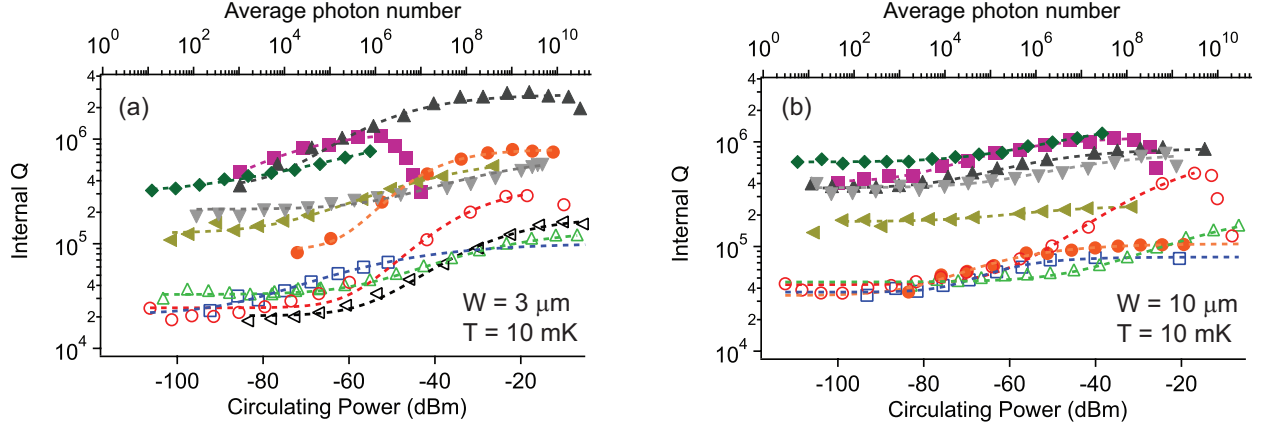 Average photon number
10^0 10^2 10^4 10^6 10^8 10^10
4
2
10^6
4
2
10^5
4
2
10^4
Internal Q
(a)
W = 3 μm
T = 10 mK
-100 -80 -60 -40 -20
Circulating Power (dBm)
Average photon number
10^0 10^2 10^4 10^6 10^8 10^10
4
2
10^6
4
2
10^5
4
2
10^4
Internal Q
(b)
W = 10 μm
T = 10 mK
-100 -80 -60 -40 -20
Circulating Power (dBm)